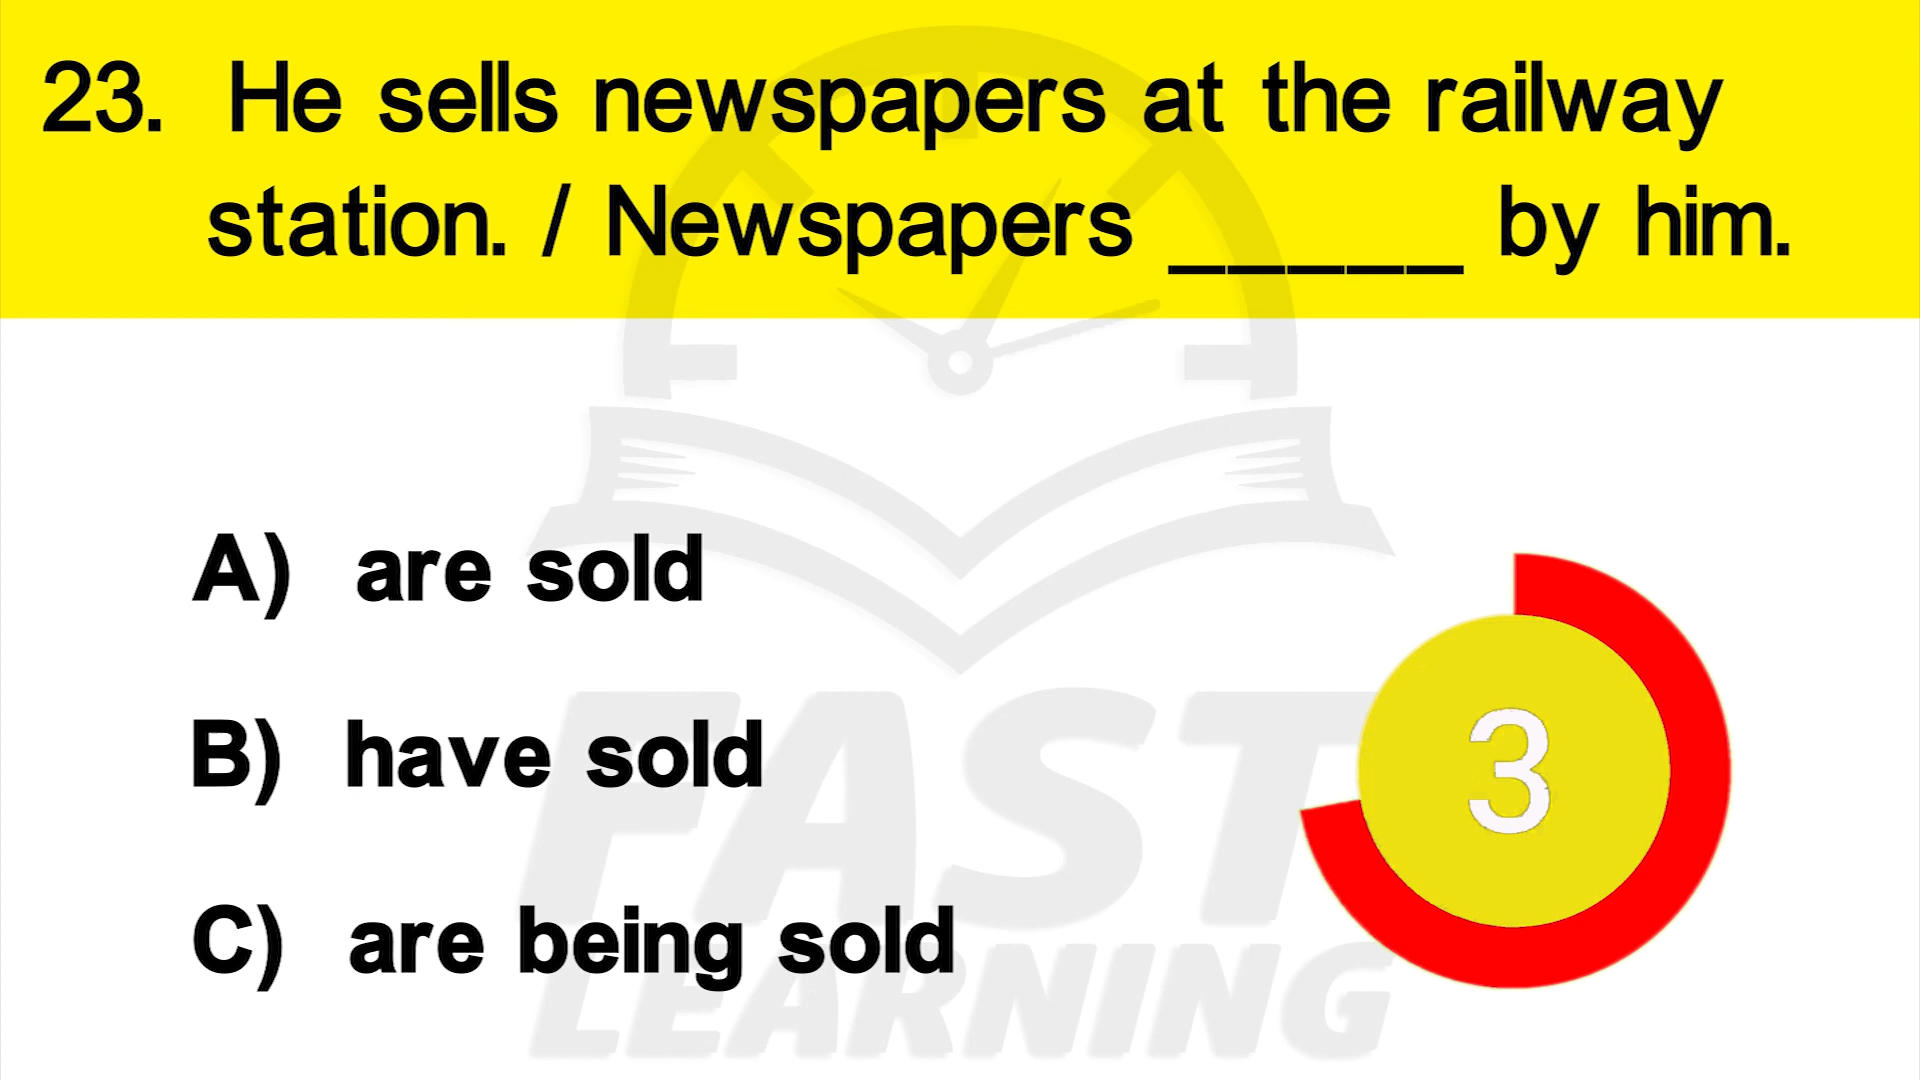 23. He sells newspapers at the railway
station. / Newspapers _____ by him.
A) are sold
B) have sold
C) are being sold
3
FAST
LEARNING